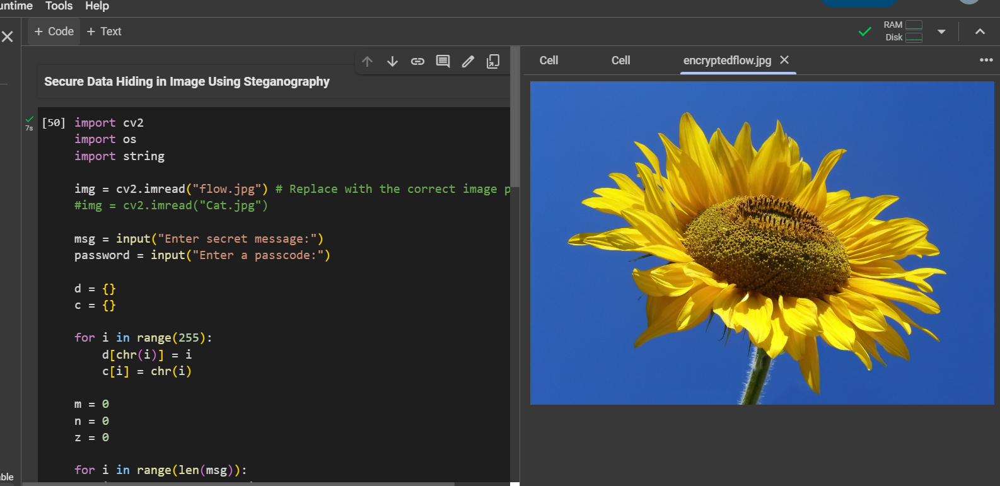 Tools Help
+ Code + Text
RAM
Disk
Cell Cell encryptedflow.jpg
Secure Data Hiding in Image Using Steganography
7s
[50] import cv2
import os
import string
img = cv2.imread("flow.jpg") # Replace with the correct image p
#img = cv2.imread("Cat.jpg")
msg = input("Enter secret message:")
password = input("Enter a passcode:")
d = {}
c = {}
for i in range(255):
    d[chr(i)] = i
    c[i] = chr(i)
m = 0
n = 0
z = 0
for i in range(len(msg)):